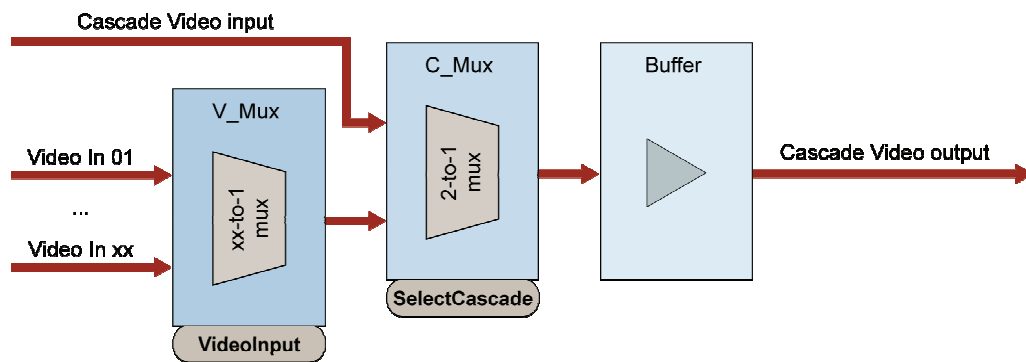 Cascade Video input
C_Mux
Buffer
V_Mux
Video In 01
...
Video In xx
xx-to-1
mux
2-to-1
mux
Cascade Video output
SelectCascade
VideoInput